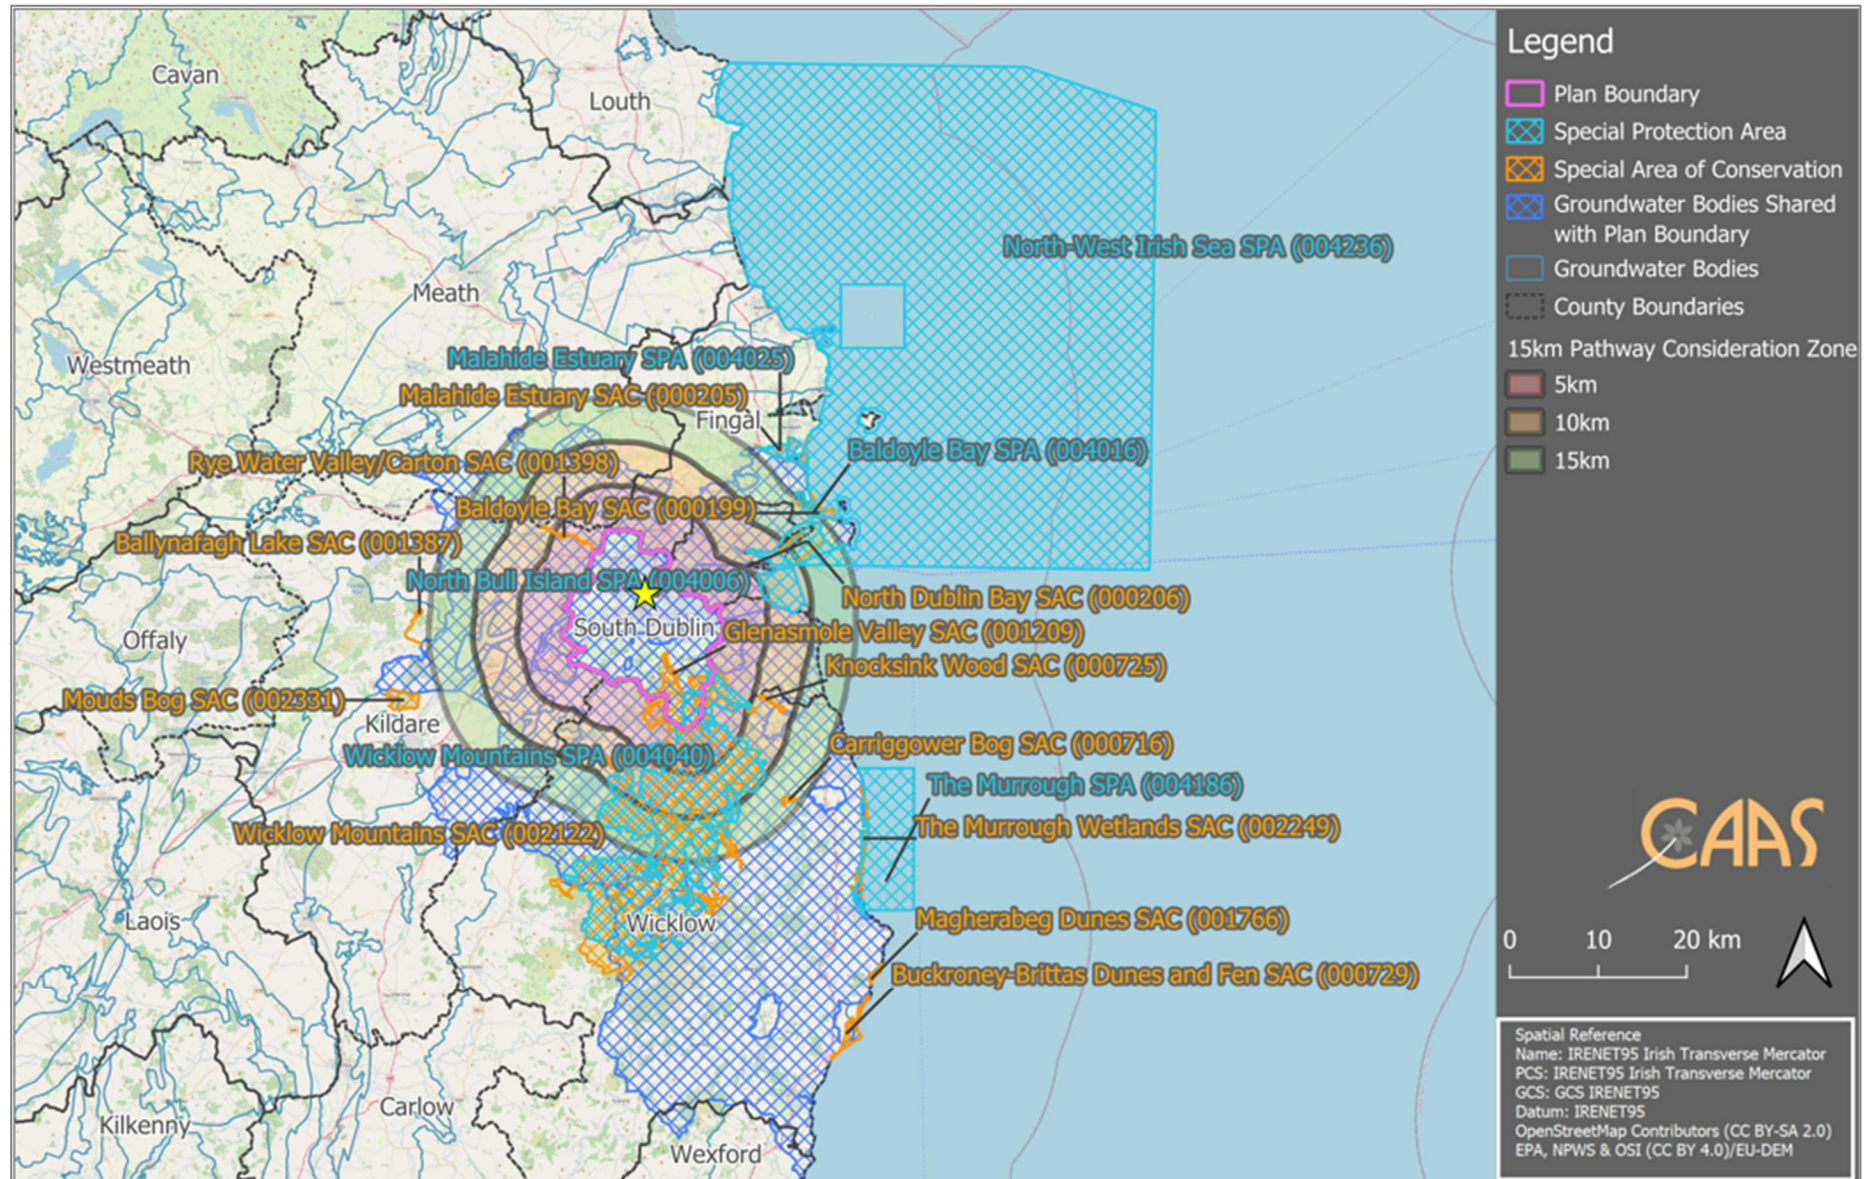 Cavan
Louth
North-West Irish Sea SPA (004236)
Meath
Westmeath
Malahide Estuary SPA (004025)
Malahide Estuary SAC (000205)
Fingal
Baldoyle Bay SPA (004016)
Rye Water Valley/Carton SAC (001398)
Baldoyle Bay SAC (000199)
Ballynafagh Lake SAC (001387)
North Bull Island SPA (004006)
North Dublin Bay SAC (000206)
South Dublin
Glenasmole Valley SAC (001209)
Offaly
Knocksink Wood SAC (000725)
Mouds Bog SAC (002331)
Kildare
Carriggower Bog SAC (000716)
Wicklow Mountains SPA (004040)
The Murrough SPA (004186)
The Murrough Wetlands SAC (002249)
Wicklow Mountains SAC (002122)
Laois
Wicklow
Magherabeg Dunes SAC (001766)
Buckroney-Brittas Dunes and Fen SAC (000729)
Carlow
Kilkenny
Wexford
Legend
Plan Boundary
Special Protection Area
Special Area of Conservation
Groundwater Bodies Shared
with Plan Boundary
Groundwater Bodies
County Boundaries
15km Pathway Consideration Zone
5km
10km
15km
CAAS
0 10 20 km
Spatial Reference
Name: IRENET95 Irish Transverse Mercator
PCS: IRENET95 Irish Transverse Mercator
GCS: GCS IRENET95
Datum: IRENET95
OpenStreetMap Contributors (CC BY-SA 2.0)
EPA, NPWS & OSI (CC BY 4.0)/EU-DEM